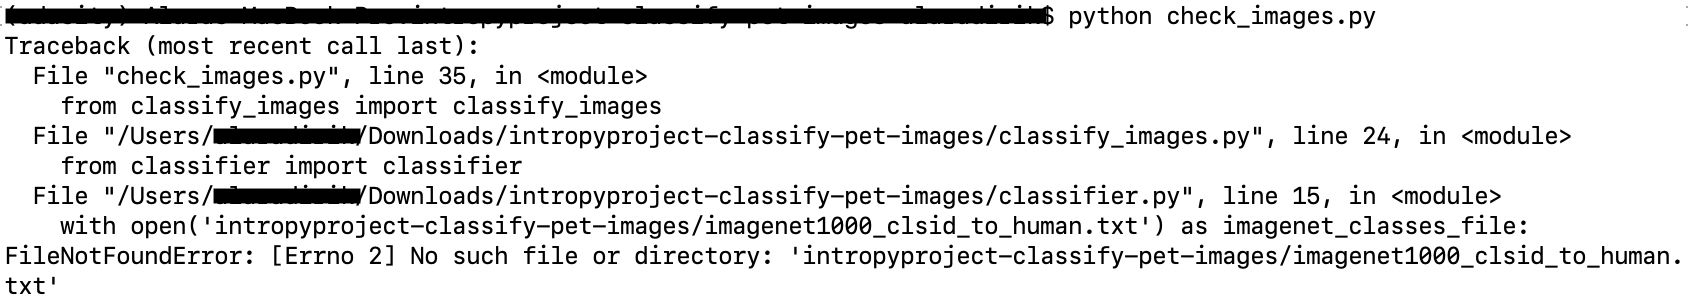 $ python check_images.py
Traceback (most recent call last):
  File "check_images.py", line 35, in <module>
    from classify_images import classify_images
  File "/Users/ /Downloads/intropyproject-classify-pet-images/classify_images.py", line 24, in <module>
    from classifier import classifier
  File "/Users/ /Downloads/intropyproject-classify-pet-images/classifier.py", line 15, in <module>
    with open('intropyproject-classify-pet-images/imagenet1000_clsid_to_human.txt') as imagenet_classes_file:
FileNotFoundError: [Errno 2] No such file or directory: 'intropyproject-classify-pet-images/imagenet1000_clsid_to_human.
txt'